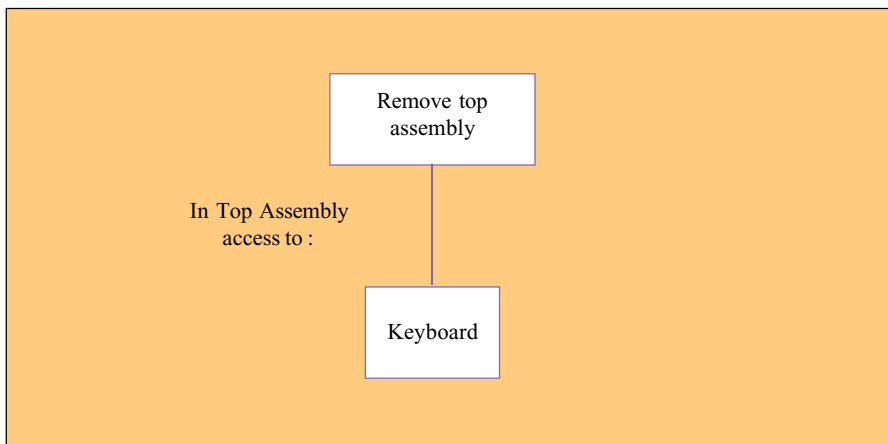 Remove top
assembly
In Top Assembly
access to :
Keyboard